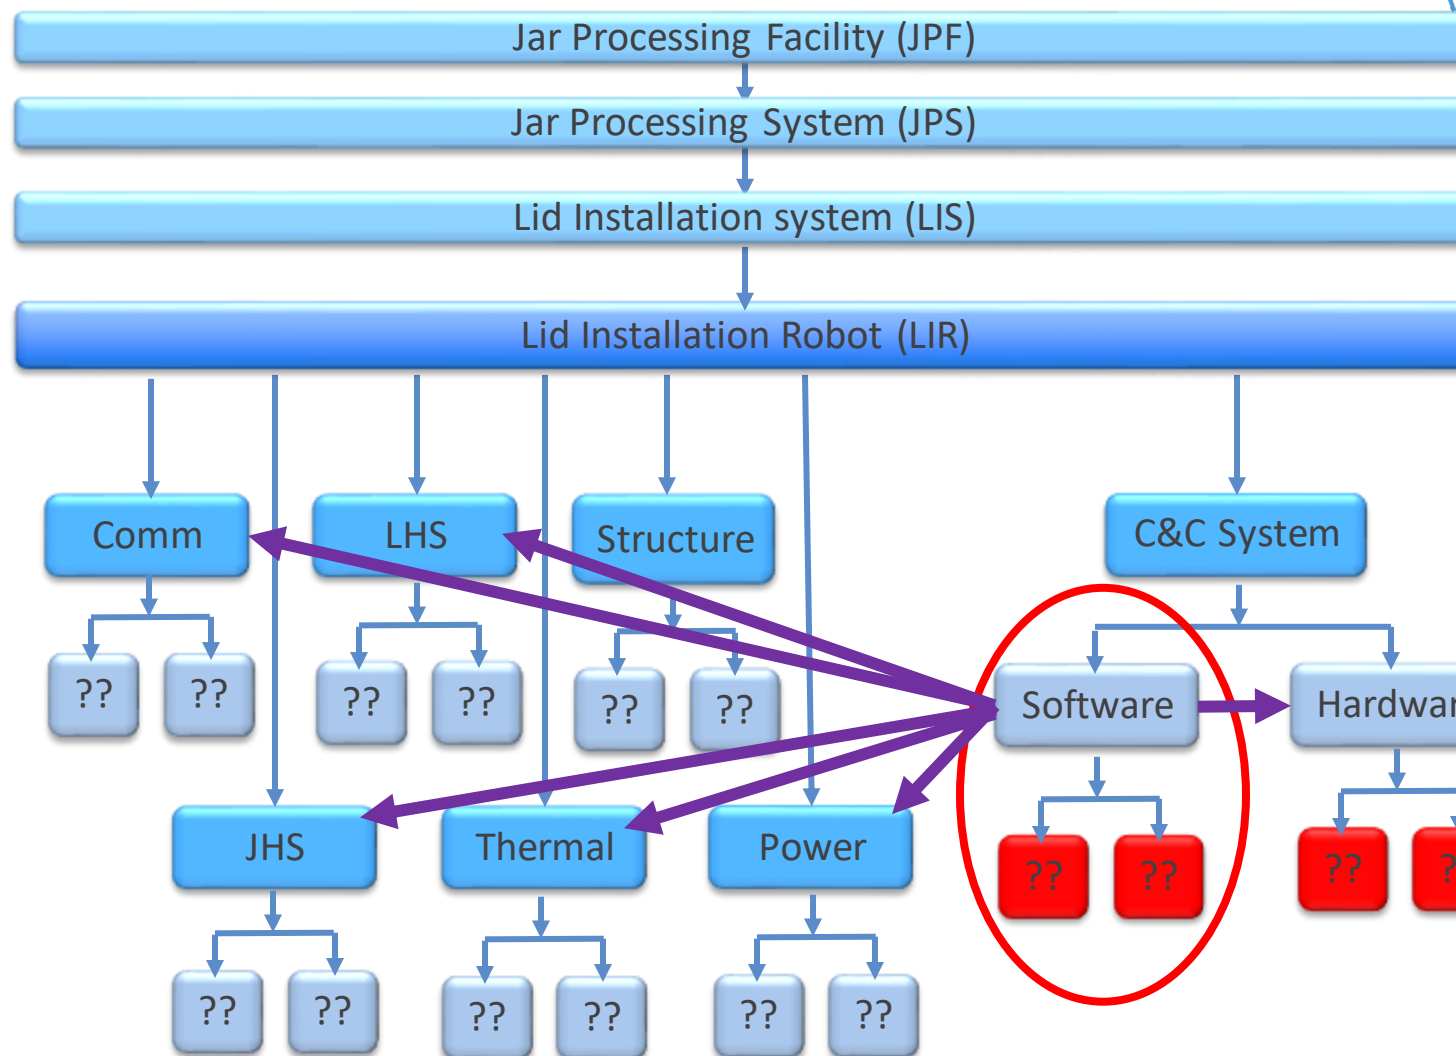 Jar Processing Facility (JPF)
Jar Processing System (JPS)
Lid Installation system (LIS)
Lid Installation Robot (LIR)
Comm
LHS
Structure
C&C System
??
??
??
??
??
??
Software
Hardwar
JHS
Thermal
Power
??
??
??
?
??
??
??
??
??
??